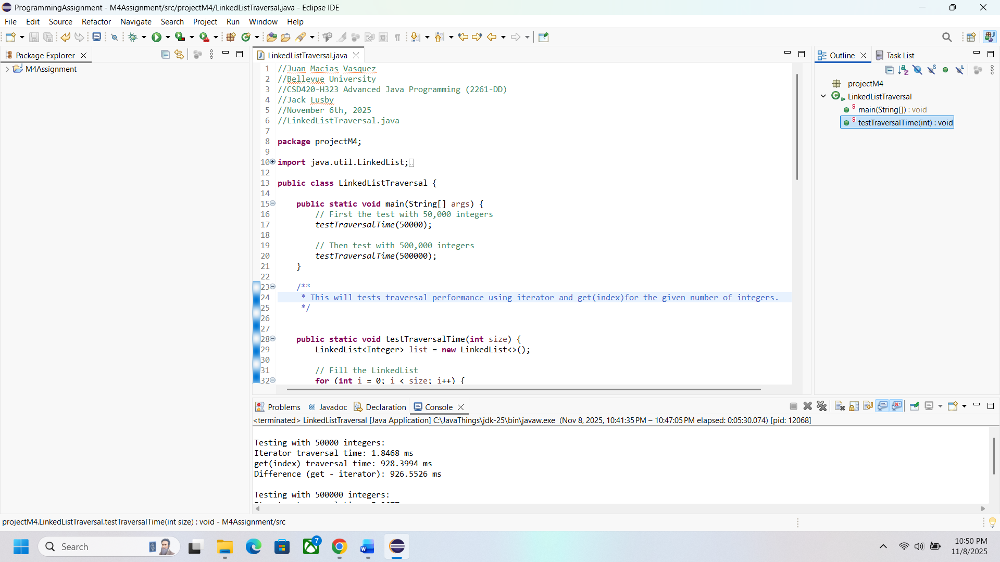 ProgrammingAssignment - M4Assignment/src/projectM4/LinkedListTraversal.java - Eclipse IDE
File Edit Source Refactor Navigate Search Project Run Window Help
Package Explorer
M4Assignment
LinkedListTraversal.java
1 //Juan Macias Vasquez
2 //Bellevue University
3 //CSD420-H323 Advanced Java Programming (2261-DD)
4 //Jack Lusby
5 //November 6th, 2025
6 //LinkedListTraversal.java
7
8 package projectM4;
9
10 import java.util.LinkedList;
12
13 public class LinkedListTraversal {
14
15 public static void main(String[] args) {
16 // First the test with 50,000 integers
17 testTraversalTime(50000);
18
19 // Then test with 500,000 integers
20 testTraversalTime(500000);
21 }
22
23 /**
24 * This will tests traversal performance using iterator and get(index)for the given number of integers.
25 */
26
27
28 public static void testTraversalTime(int size) {
29 LinkedList<Integer> list = new LinkedList<>();
30
31 // Fill the LinkedList
32 for (int i = 0; i < size; i++) {
Outline Task List
projectM4
LinkedListTraversal
main(String[]) : void
testTraversalTime(int) : void
Problems Javadoc Declaration Console
<terminated> LinkedListTraversal [Java Application] C:\JavaThings\jdk-25\bin\javaw.exe (Nov 8, 2025, 10:41:35 PM – 10:47:05 PM elapsed: 0:05:30.074) [pid: 12068]
Testing with 50000 integers:
Iterator traversal time: 1.8468 ms
get(index) traversal time: 928.3994 ms
Difference (get - iterator): 926.5526 ms
Testing with 500000 integers:
projectM4.LinkedListTraversal.testTraversalTime(int size) : void - M4Assignment/src
Search
7
10:50 PM
11/8/2025